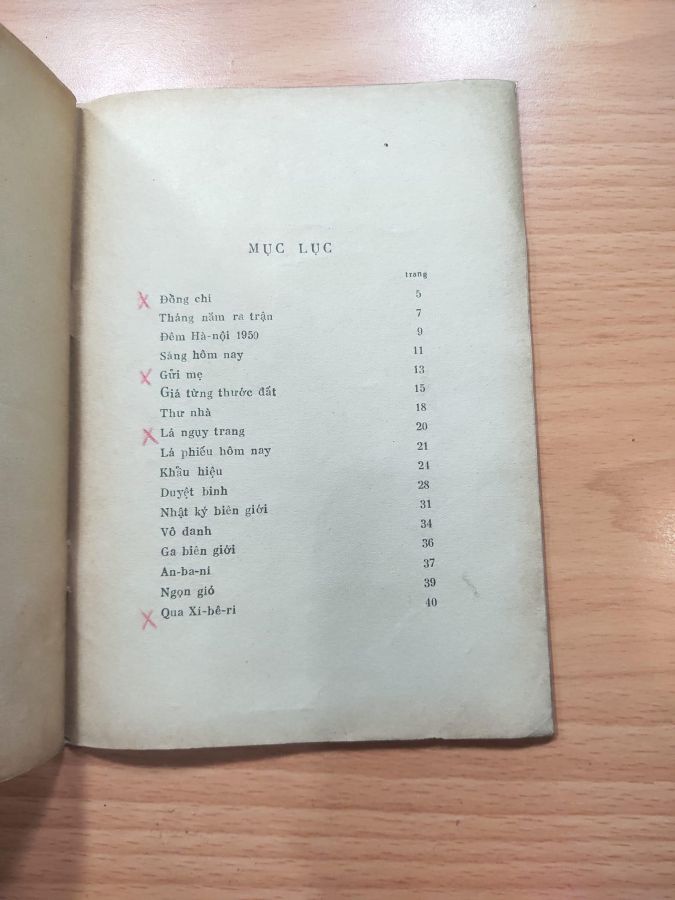 MỤC LỤC
trang
Đồng chí 5
Tháng năm ra trận 7
Đêm Hà-nội 1950 9
Sáng hôm nay 11
Gửi mẹ 13
Giá từng thước đất 15
Thư nhà 18
Lá ngụy trang 20
Lá phiếu hôm nay 21
Khẩu hiệu 24
Duyệt binh 28
Nhật ký biên giới 31
Vô danh 34
Ga biên giới 36
An-ba-ni 37
Ngọn gió 39
Qua Xi-bê-ri 40